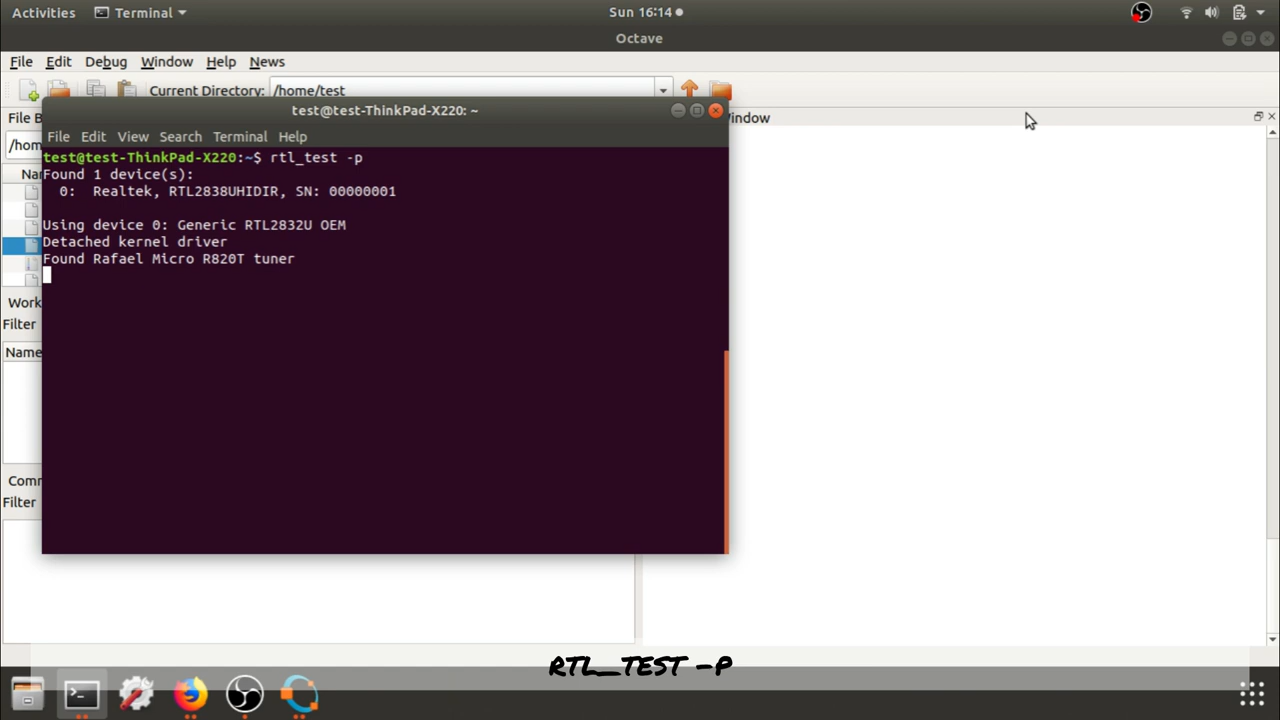 Activities Terminal Sun 16:14
Octave
File Edit Debug Window Help News
Current Directory: /home/test
File B
test@test-ThinkPad-X220: ~
indow
/hom
File Edit View Search Terminal Help
Na
test@test-ThinkPad-X220:~$ rtl_test -p
Found 1 device(s):
0: Realtek, RTL2838UHIDIR, SN: 00000001
Using device 0: Generic RTL2832U OEM
Detached kernel driver
Found Rafael Micro R820T tuner
Work
Filter
Name
Comm
Filter
RTL_TEST -P